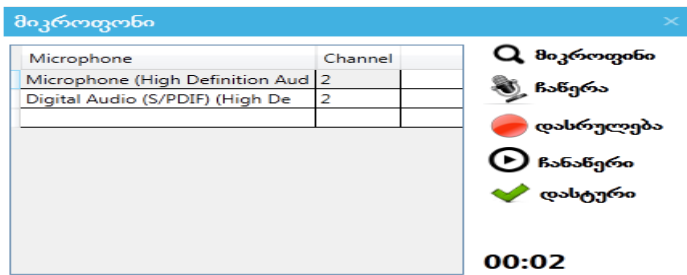 მიკროფონი
Microphone Channel
Microphone (High Definition Aud 2
Digital Audio (S/PDIF) (High De 2
მიკროფონი
ჩაწერა
დასრულება
ჩანაწერი
დასტური
00:02